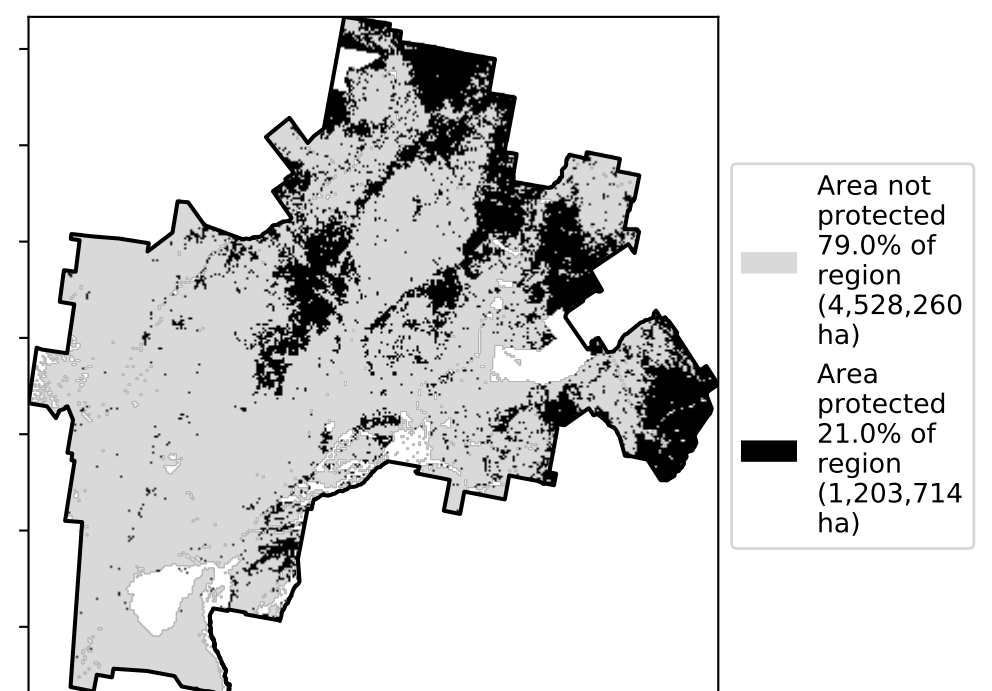 Area not
protected
79.0% of
region
(4,528,260
ha)
Area
protected
21.0% of
region
(1,203,714
ha)